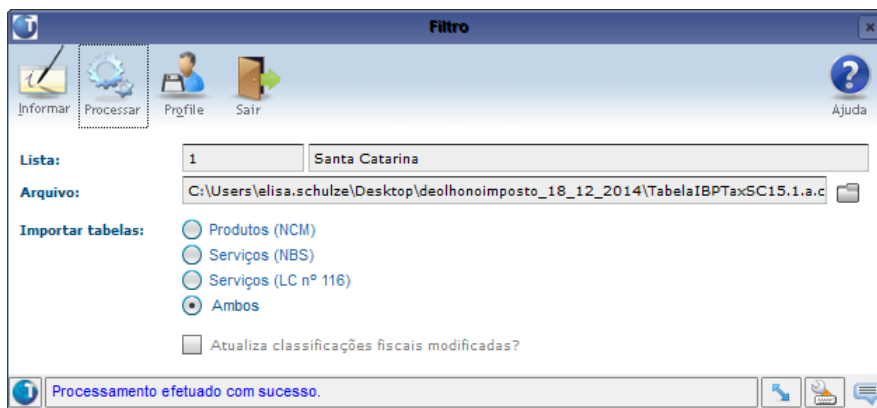 Filtro
Informar Processar Profile Sair Ajuda
Lista: 1 Santa Catarina
Arquivo: C:\Users\elisa.schulze\Desktop\deolhonoimposto_18_12_2014\TabelaIBPTaxSC15.1.a.c
Importar tabelas: Produtos (NCM)
Serviços (NBS)
Serviços (LC nº 116)
Ambos
Atualiza classificações fiscais modificadas?
Processamento efetuado com sucesso.